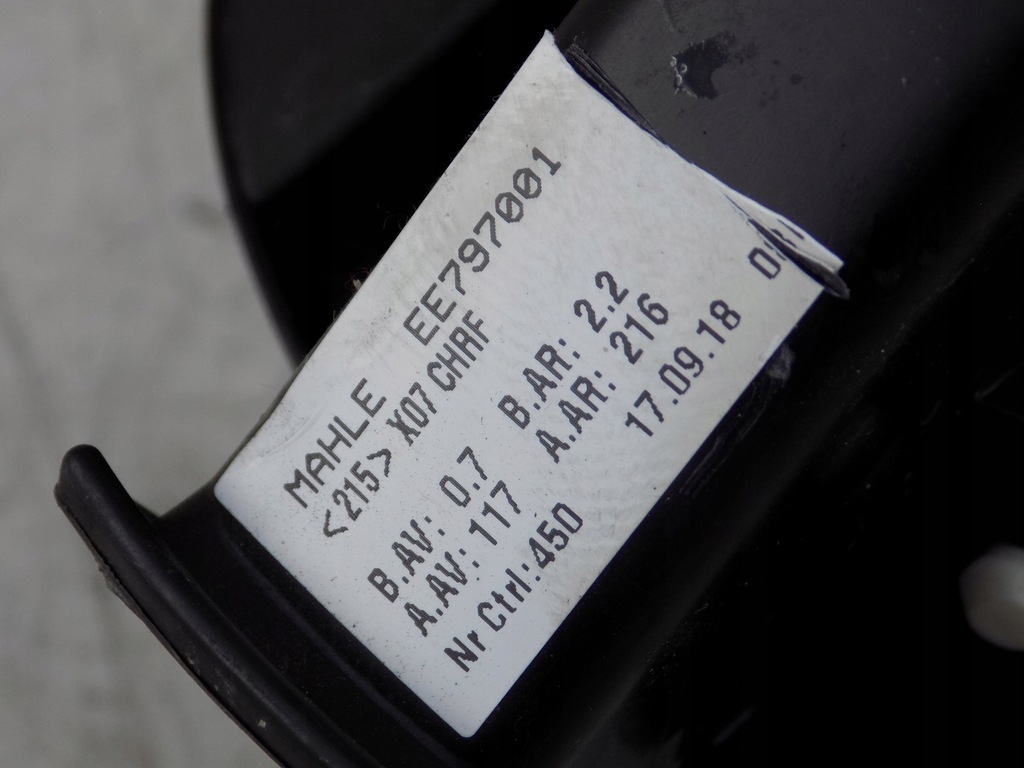 MAHLE EE797001
<215> X07 CHRF
B.AV: 0.7 B.AR: 2.2
A.AV: 117 A.AR: 216
Nr Ctrl:450 17.09.18